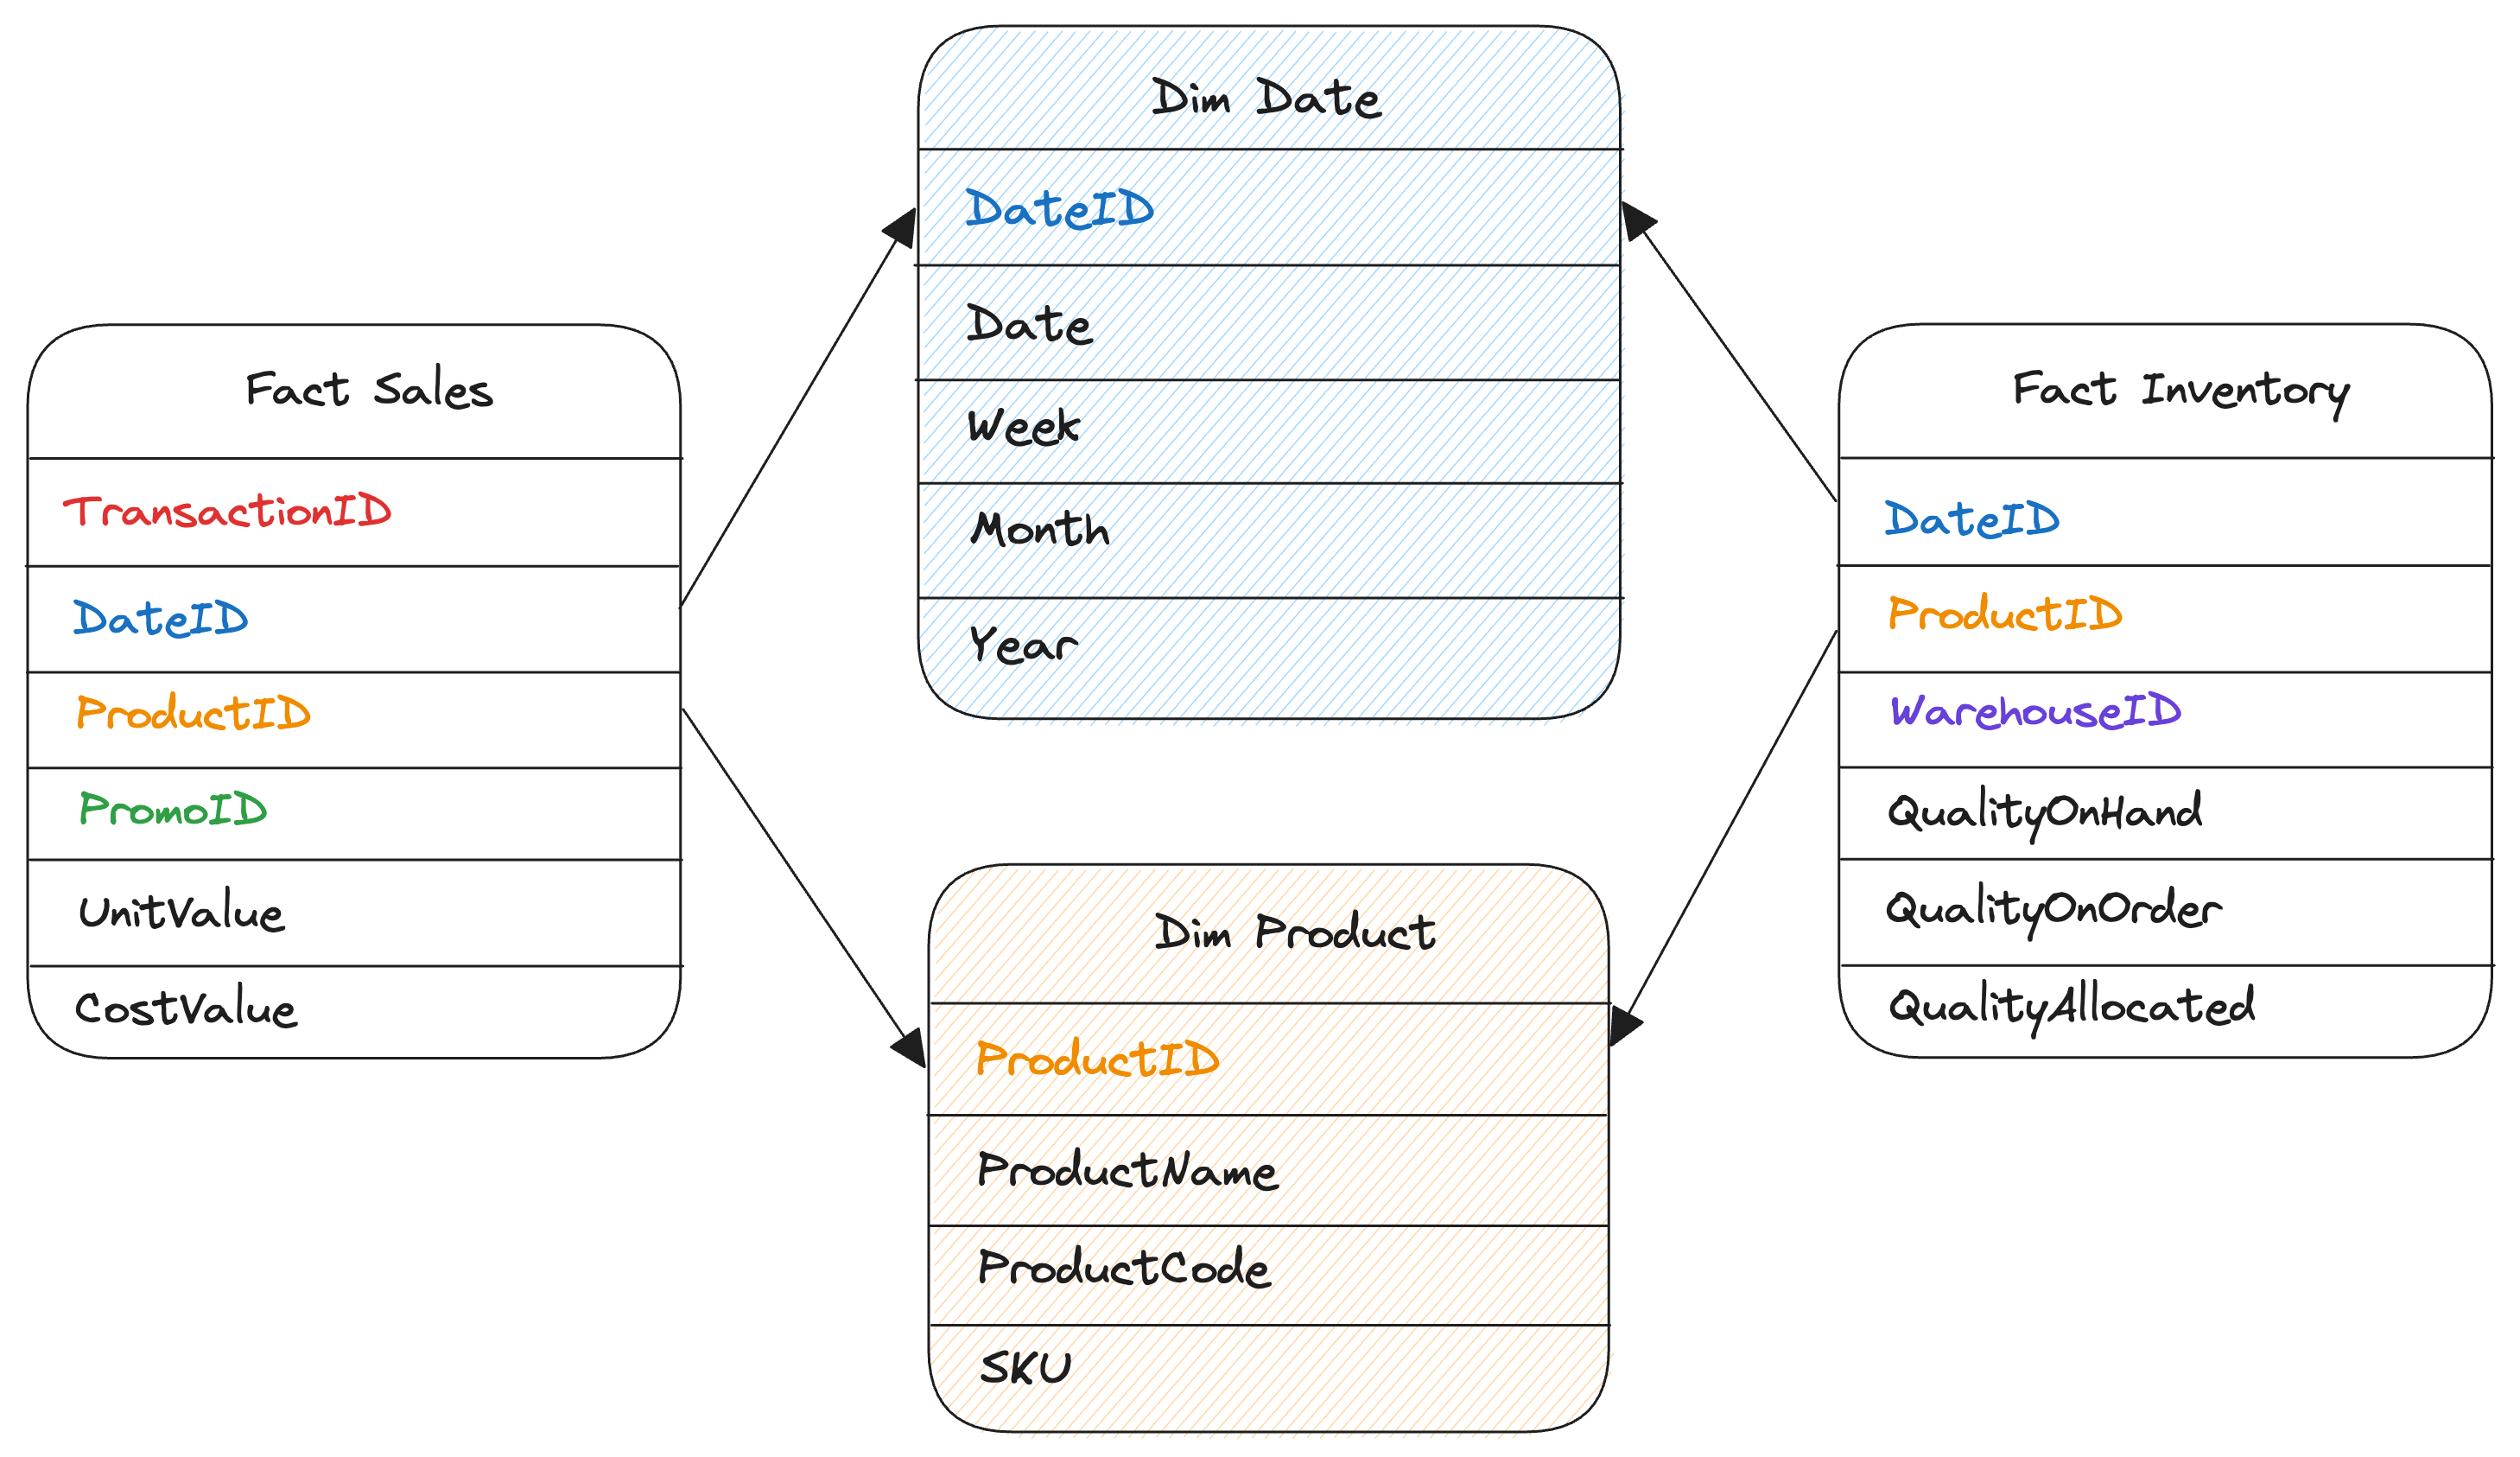 Fact Sales
TransactionID
DateID
ProductID
PromoID
UnitValue
CostValue
Dim Date
DateID
Date
Week
Month
Year
Dim Product
ProductID
ProductName
ProductCode
SKU
Fact Inventory
DateID
ProductID
WarehouseID
QualityOnHand
QualityOnOrder
QualityAllocated